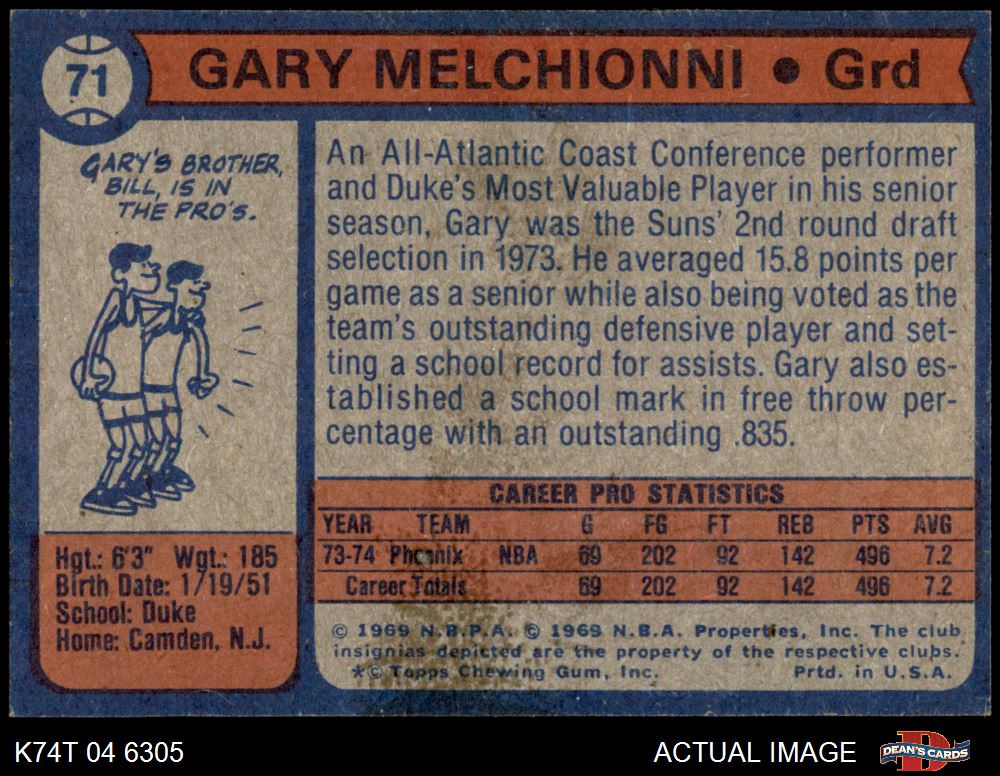 71
GARY MELCHIONNI • Grd
GARY'S BROTHER,
BILL, IS IN
THE PRO'S.
An All-Atlantic Coast Conference performer
and Duke's Most Valuable Player in his senior
season, Gary was the Suns' 2nd round draft
selection in 1973. He averaged 15.8 points per
game as a senior while also being voted as the
team's outstanding defensive player and set-
ting a school record for assists. Gary also es-
tablished a school mark in free throw per-
centage with an outstanding .835.
Hgt.: 6'3" Wgt.: 185
Birth Date: 1/19/51
School: Duke
Home: Camden, N.J.
CAREER PRO STATISTICS
YEAR TEAM G FG FT REB PTS AVG
73-74 Phoenix NBA 69 202 92 142 496 7.2
Career Totals 69 202 92 142 496 7.2
© 1969 N.B.P.A. © 1969 N.B.A. Properties, Inc. The club
insignias depicted are the property of the respective clubs.
*© Topps Chewing Gum, Inc. Prtd. in U.S.A.
K74T 04 6305
ACTUAL IMAGE
DEAN'S CARDS